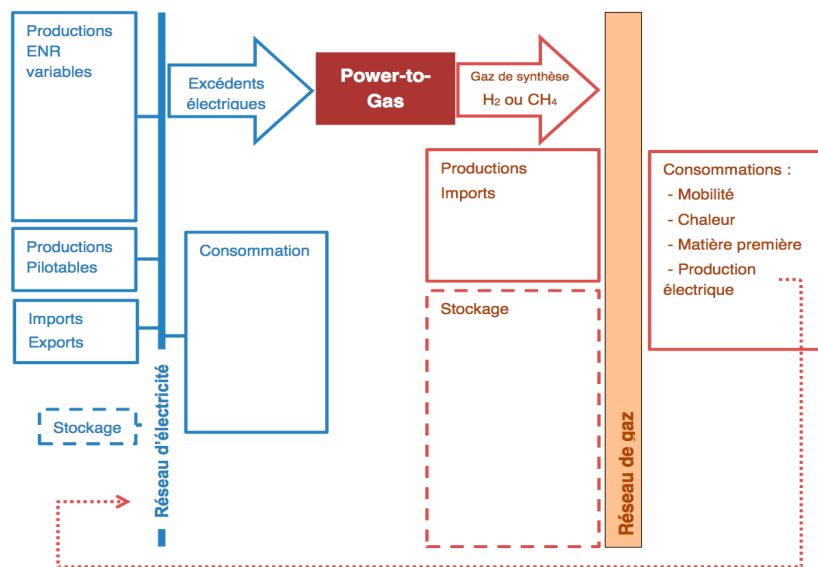 Productions
ENR
variables
Excédents
électriques
Power-to-
Gas
Gaz de synthèse
H₂ ou CH₄
Productions
Imports
Consommations :
- Mobilité
- Chaleur
- Matière première
- Production
électrique
Productions
Pilotables
Consommation
Imports
Exports
Stockage
Stockage
Réseau d'électricité
Réseau de gaz